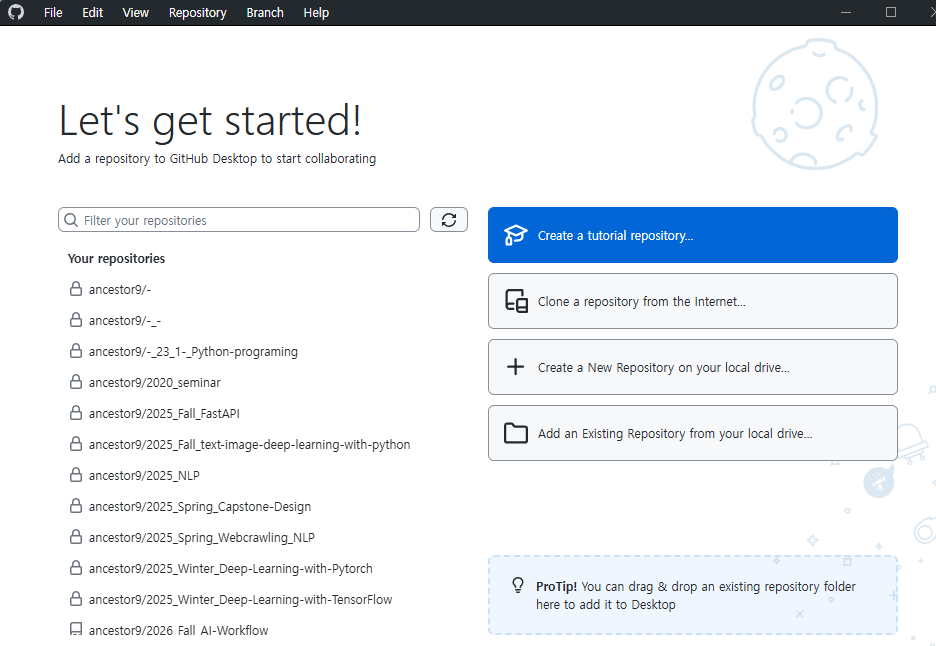 File Edit View Repository Branch Help
Let's get started!
Add a repository to GitHub Desktop to start collaborating
Filter your repositories
Your repositories
ancestor9/-
ancestor9/-_-
ancestor9/-_23_1-_Python-programing
ancestor9/2020_seminar
ancestor9/2025_Fall_FastAPI
ancestor9/2025_Fall_text-image-deep-learning-with-python
ancestor9/2025_NLP
ancestor9/2025_Spring_Capstone-Design
ancestor9/2025_Spring_Webcrawling_NLP
ancestor9/2025_Winter_Deep-Learning-with-Pytorch
ancestor9/2025_Winter_Deep-Learning-with-TensorFlow
ancestor9/2026_Fall_AI-Workflow
Create a tutorial repository...
Clone a repository from the Internet...
Create a New Repository on your local drive...
Add an Existing Repository from your local drive...
ProTip! You can drag & drop an existing repository folder
here to add it to Desktop